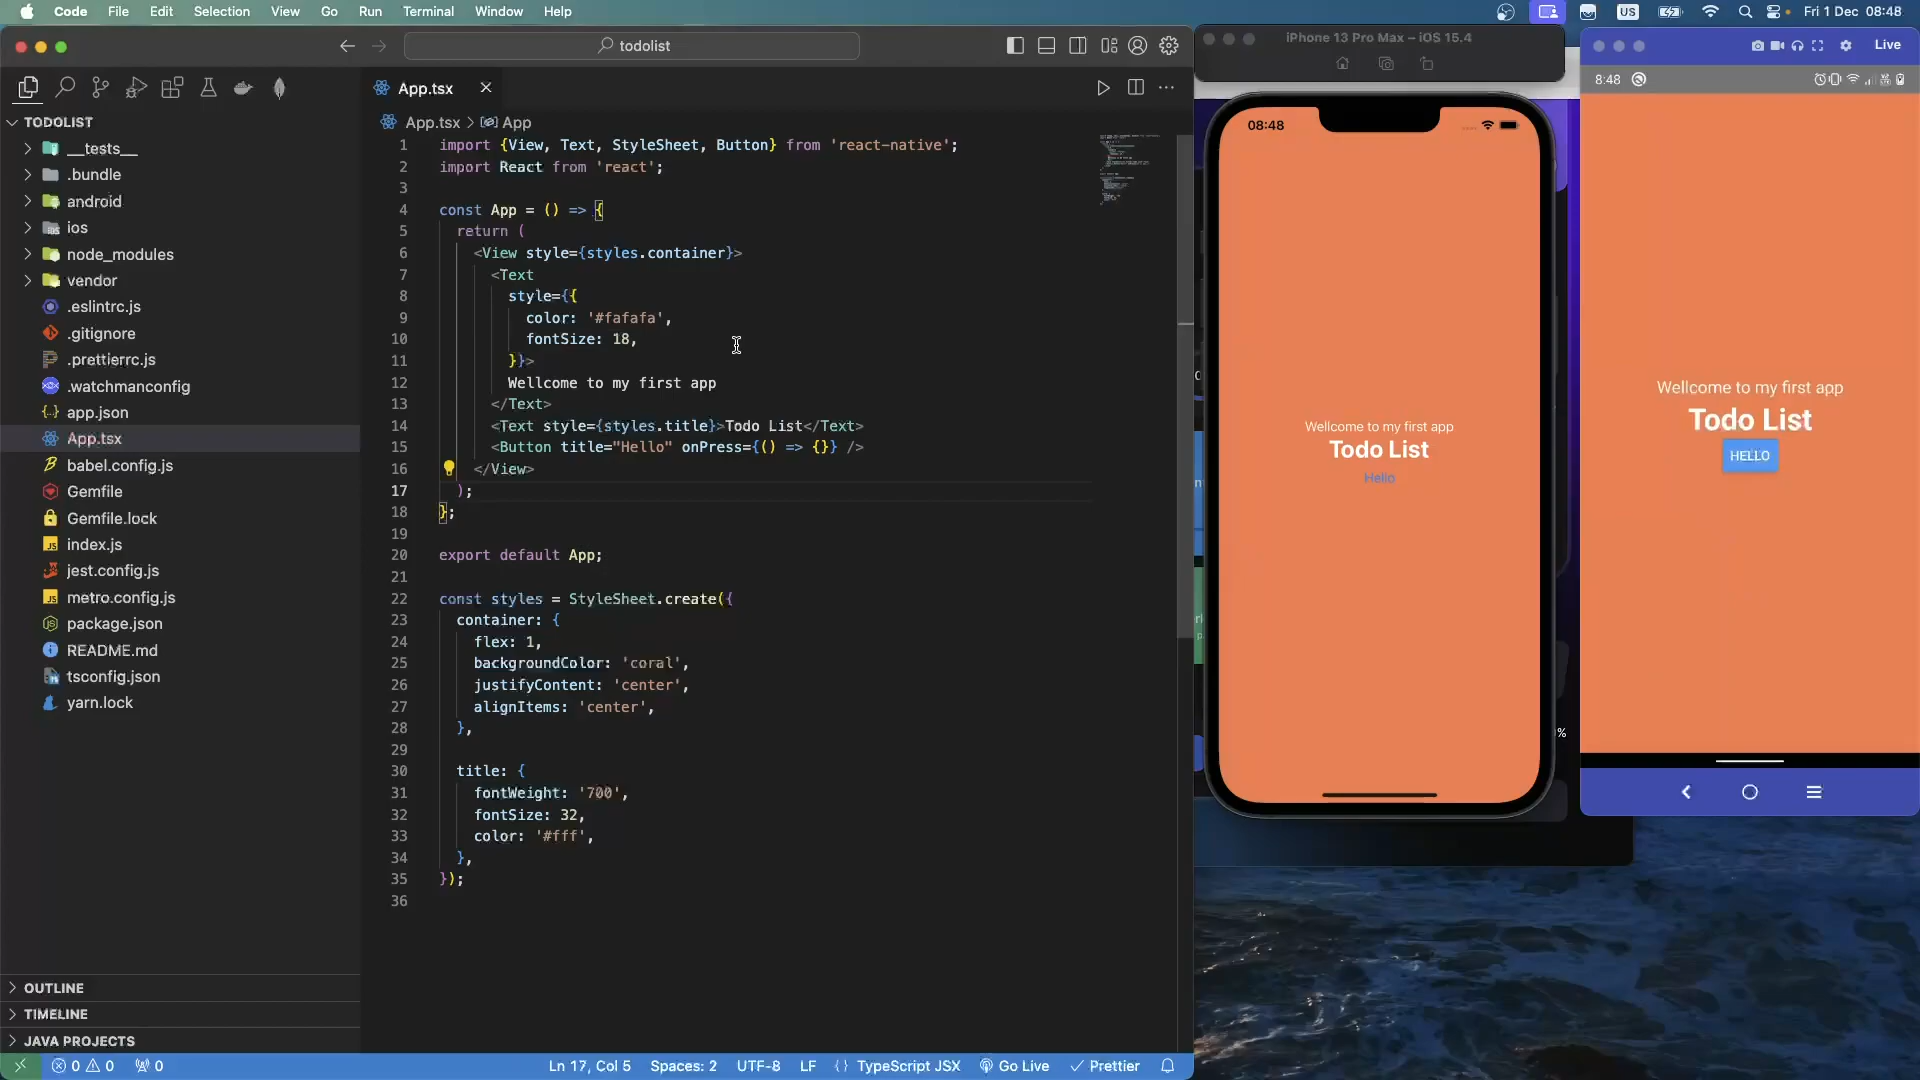 Code File Edit Selection View Go Run Terminal Window Help
US Fri 1 Dec 08:48
todolist
App.tsx
App.tsx > App
TODOLIST
__tests__
.bundle
android
ios
node_modules
vendor
.eslintrc.js
.gitignore
.prettierrc.js
.watchmanconfig
app.json
App.tsx
babel.config.js
Gemfile
Gemfile.lock
index.js
jest.config.js
metro.config.js
package.json
README.md
tsconfig.json
yarn.lock
OUTLINE
TIMELINE
JAVA PROJECTS
1 import {View, Text, StyleSheet, Button} from 'react-native';
2 import React from 'react';
3
4 const App = () => {
5 return (
6 <View style={styles.container}>
7 <Text
8 style={{
9 color: '#fafafa',
10 fontSize: 18,
11 }}>
12 Wellcome to my first app
13 </Text>
14 <Text style={styles.title}>Todo List</Text>
15 <Button title="Hello" onPress={() => {}} />
16 </View>
17 );
18 };
19
20 export default App;
21
22 const styles = StyleSheet.create({
23 container: {
24 flex: 1,
25 backgroundColor: 'coral',
26 justifyContent: 'center',
27 alignItems: 'center',
28 },
29
30 title: {
31 fontWeight: '700',
32 fontSize: 32,
33 color: '#fff',
34 },
35 });
36
0 0 0 Ln 17, Col 5 Spaces: 2 UTF-8 LF {} TypeScript JSX Go Live Prettier
iPhone 13 Pro Max – iOS 15.4
08:48
Wellcome to my first app
Todo List
Hello
%
Live
8:48
Wellcome to my first app
Todo List
HELLO